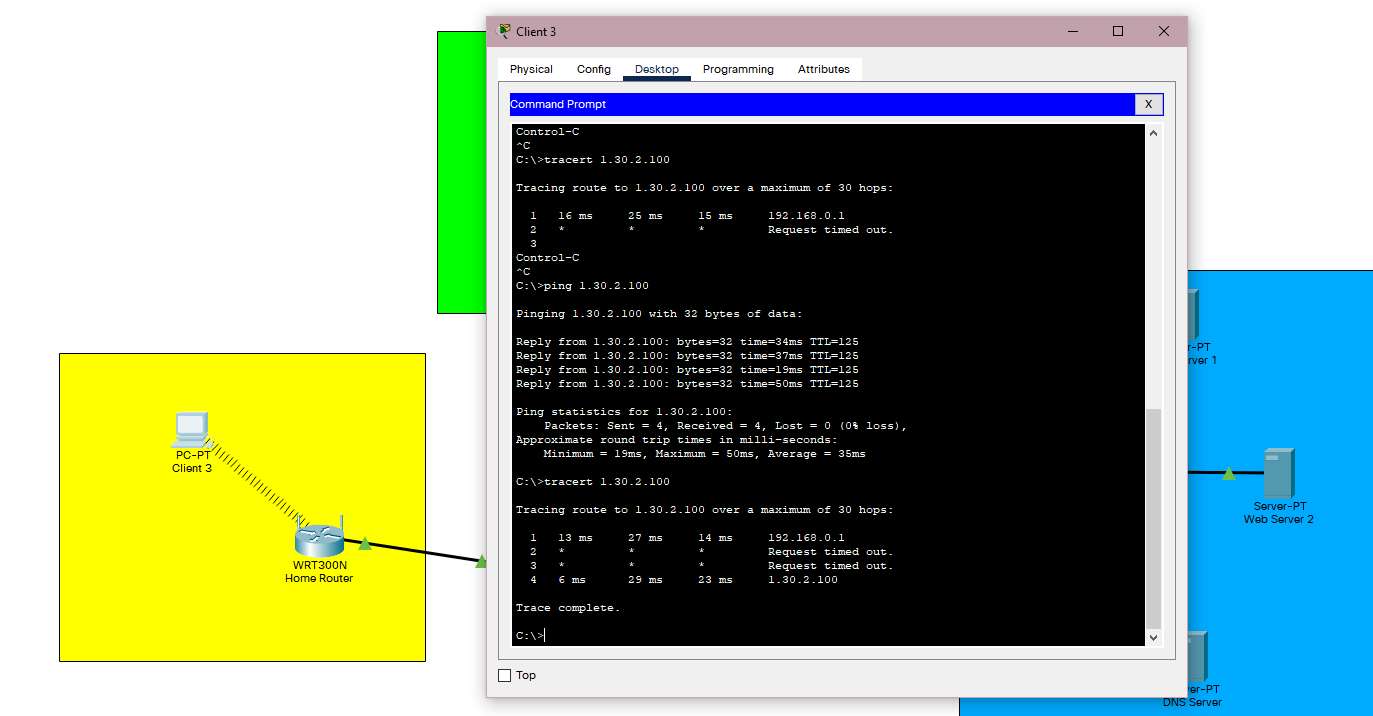 Client 3
Physical Config Desktop Programming Attributes
Command Prompt X
Control-C
^C
C:\>tracert 1.30.2.100
Tracing route to 1.30.2.100 over a maximum of 30 hops:
1 16 ms 25 ms 15 ms 192.168.0.1
2 * * * Request timed out.
3
Control-C
^C
C:\>ping 1.30.2.100
Pinging 1.30.2.100 with 32 bytes of data:
Reply from 1.30.2.100: bytes=32 time=34ms TTL=125
Reply from 1.30.2.100: bytes=32 time=37ms TTL=125
Reply from 1.30.2.100: bytes=32 time=19ms TTL=125
Reply from 1.30.2.100: bytes=32 time=50ms TTL=125
Ping statistics for 1.30.2.100:
Packets: Sent = 4, Received = 4, Lost = 0 (0% loss),
Approximate round trip times in milli-seconds:
Minimum = 19ms, Maximum = 50ms, Average = 35ms
C:\>tracert 1.30.2.100
Tracing route to 1.30.2.100 over a maximum of 30 hops:
1 13 ms 27 ms 14 ms 192.168.0.1
2 * * * Request timed out.
3 * * * Request timed out.
4 6 ms 29 ms 23 ms 1.30.2.100
Trace complete.
C:\>
Top
PC-PT
Client 3
WRT300N
Home Router
r-PT
rver 1
Server-PT
Web Server 2
ver-PT
DNS Server